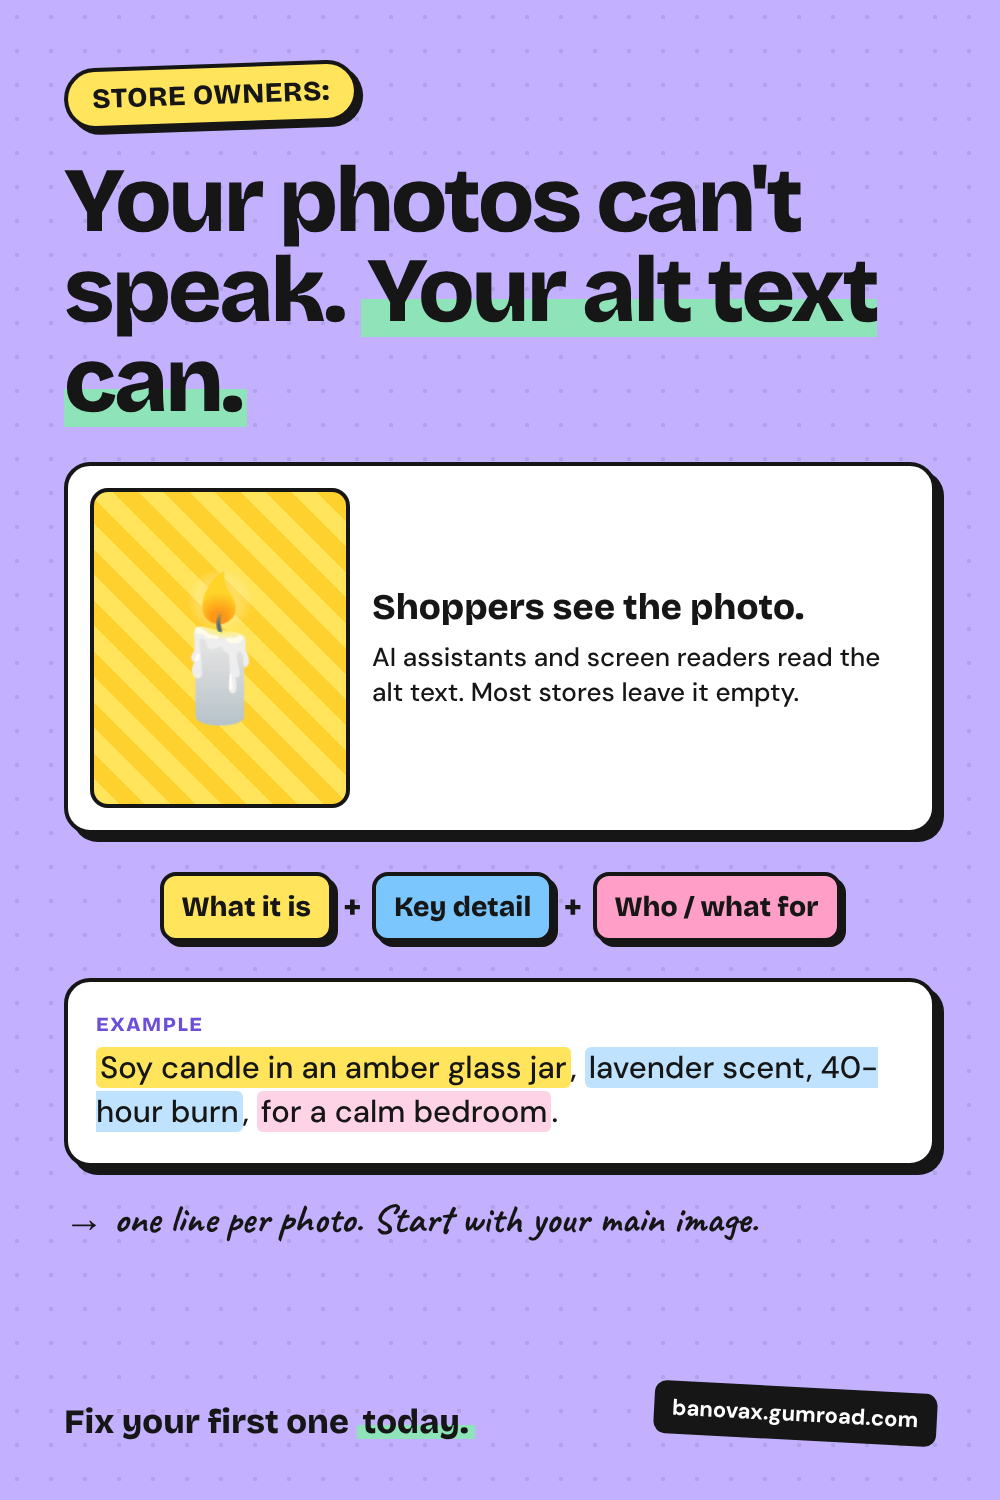 STORE OWNERS:
Your photos can't
speak. Your alt text
can.
Shoppers see the photo.
AI assistants and screen readers read the
alt text. Most stores leave it empty.
What it is + Key detail + Who / what for
EXAMPLE
Soy candle in an amber glass jar, lavender scent, 40-
hour burn, for a calm bedroom.
→ one line per photo. Start with your main image.
Fix your first one today.
banovax.gumroad.com